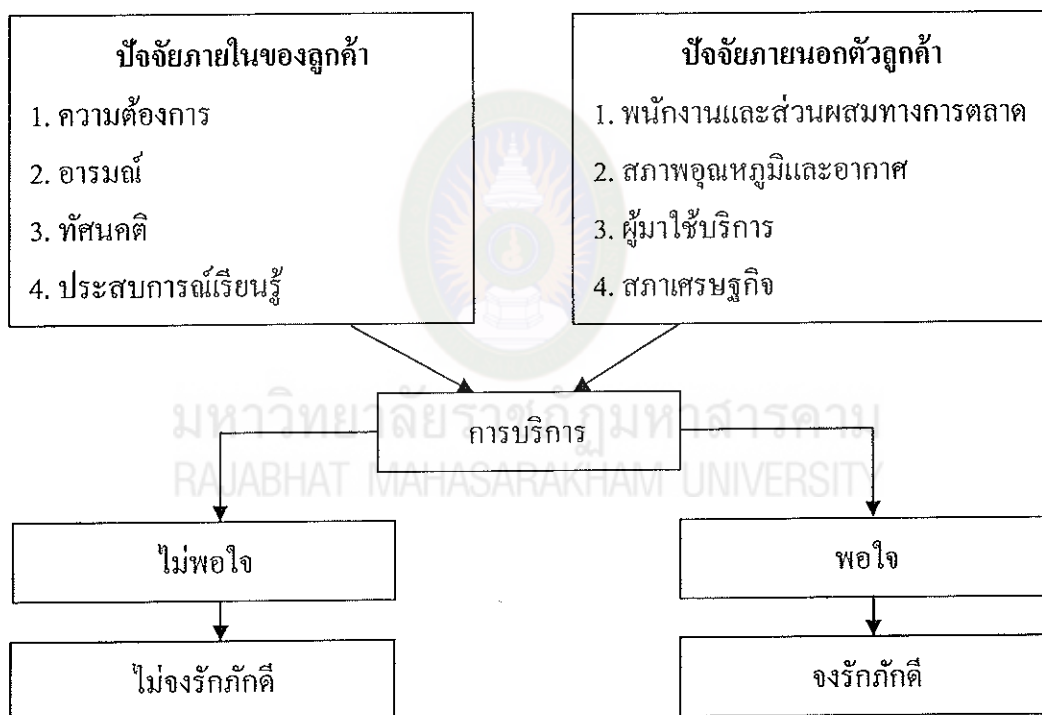 ปัจจัยภายในของลูกค้า
1. ความต้องการ
2. อารมณ์
3. ทัศนคติ
4. ประสบการณ์เรียนรู้
ปัจจัยภายนอกตัวลูกค้า
1. พนักงานและส่วนผสมทางการตลาด
2. สภาพอุณหภูมิและอากาศ
3. ผู้มาใช้บริการ
4. สภาเศรษฐกิจ
การบริการ
มหาวิทยาลัยราชภัฏมหาสารคาม
RAJABHAT MAHASARAKHAM UNIVERSITY
ไม่พอใจ
พอใจ
ไม่จงรักภักดี
จงรักภักดี